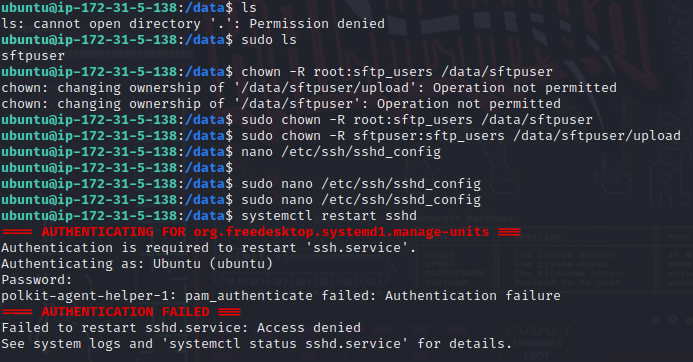 ubuntu@ip-172-31-5-138:/data$ ls
ls: cannot open directory '.': Permission denied
ubuntu@ip-172-31-5-138:/data$ sudo ls
sftpuser
ubuntu@ip-172-31-5-138:/data$ chown -R root:sftp_users /data/sftpuser
chown: changing ownership of '/data/sftpuser/upload': Operation not permitted
chown: changing ownership of '/data/sftpuser': Operation not permitted
ubuntu@ip-172-31-5-138:/data$ sudo chown -R root:sftp_users /data/sftpuser
ubuntu@ip-172-31-5-138:/data$ sudo chown -R sftpuser:sftp_users /data/sftpuser/upload
ubuntu@ip-172-31-5-138:/data$ nano /etc/ssh/sshd_config
ubuntu@ip-172-31-5-138:/data$
ubuntu@ip-172-31-5-138:/data$ sudo nano /etc/ssh/sshd_config
ubuntu@ip-172-31-5-138:/data$ sudo nano /etc/ssh/sshd_config
ubuntu@ip-172-31-5-138:/data$ systemctl restart sshd
==== AUTHENTICATING FOR org.freedesktop.systemd1.manage-units ===
Authentication is required to restart 'ssh.service'.
Authenticating as: Ubuntu (ubuntu)
Password:
polkit-agent-helper-1: pam_authenticate failed: Authentication failure
==== AUTHENTICATION FAILED ===
Failed to restart sshd.service: Access denied
See system logs and 'systemctl status sshd.service' for details.